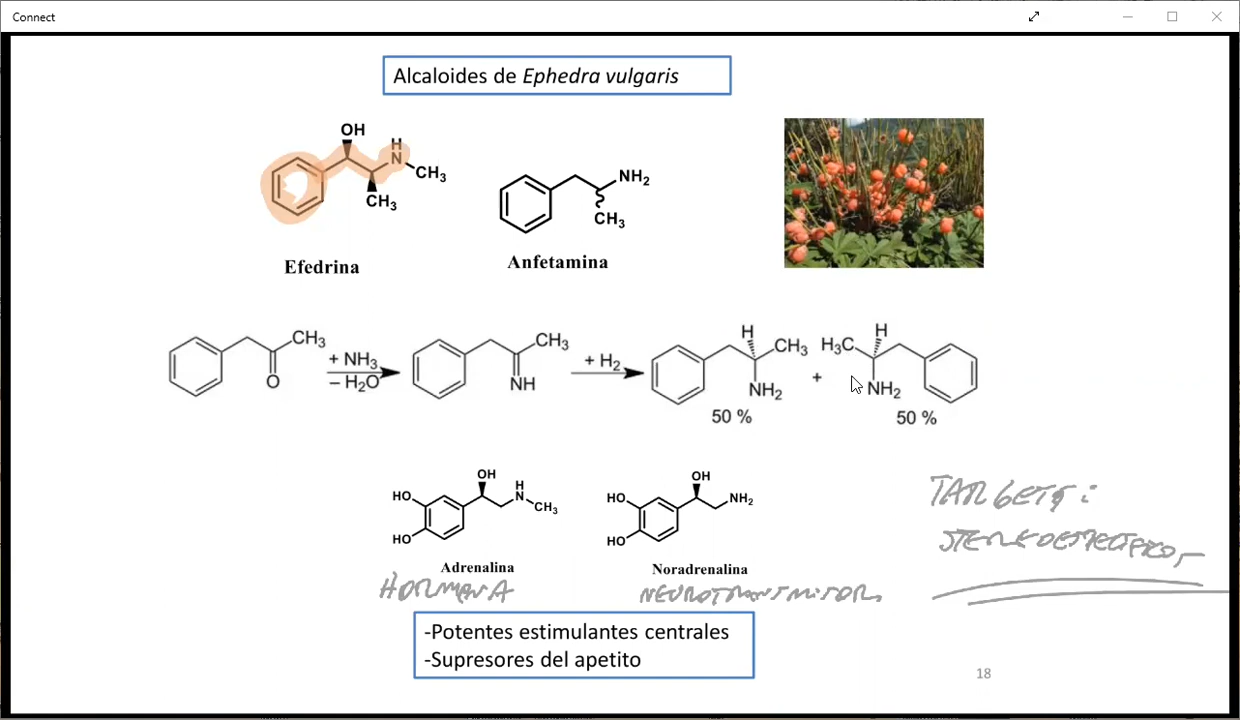 Connect
Alcaloides de Ephedra vulgaris
OH
H
N
CH3
CH3
Efedrina
NH2
CH3
Anfetamina
CH3
O
+ NH3
– H2O
CH3
NH
+ H2
H
CH3
NH2
50 %
+
H
H3C
NH2
50 %
OH
HO
H
N
CH3
HO
Adrenalina
OH
HO
NH2
HO
Noradrenalina
TARGETS:
HORMONA
NEUROTRANSMISOR
-Potentes estimulantes centrales
-Supresores del apetito
18